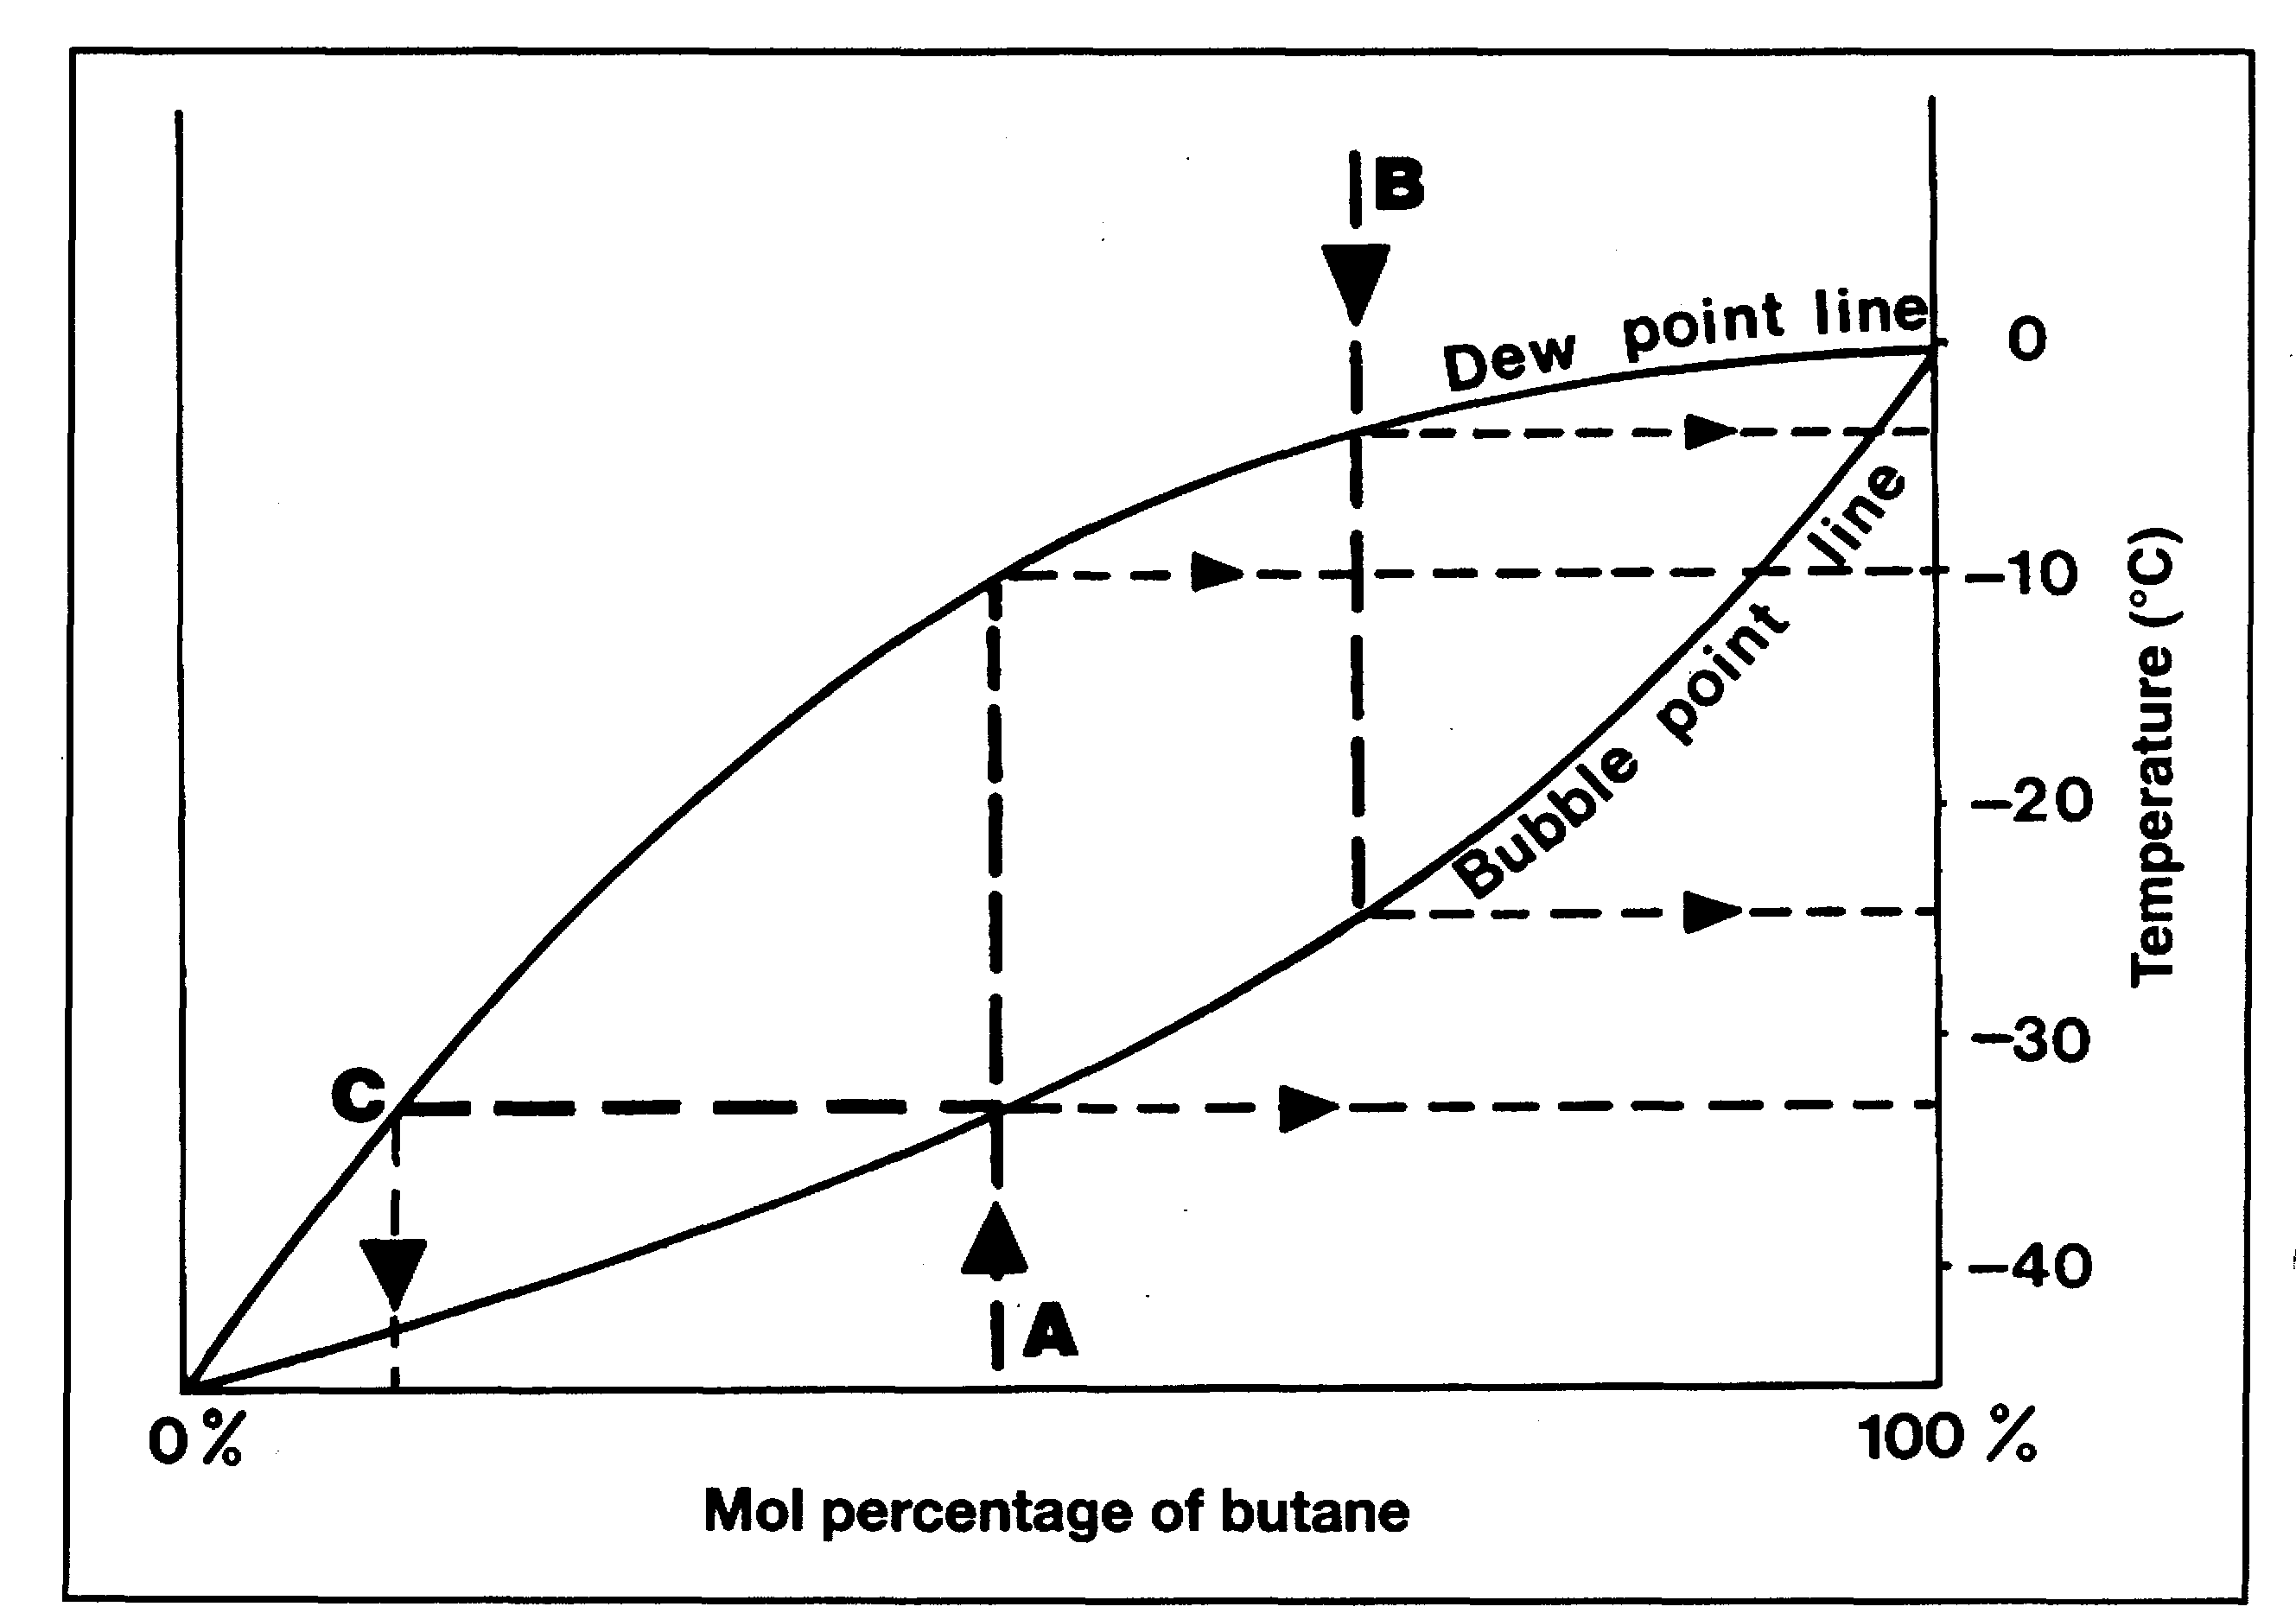 B
Dew point line
0
-10
Bubble point line
-20
Temperature (°C)
-30
C
-40
A
0%
100%
Mol percentage of butane